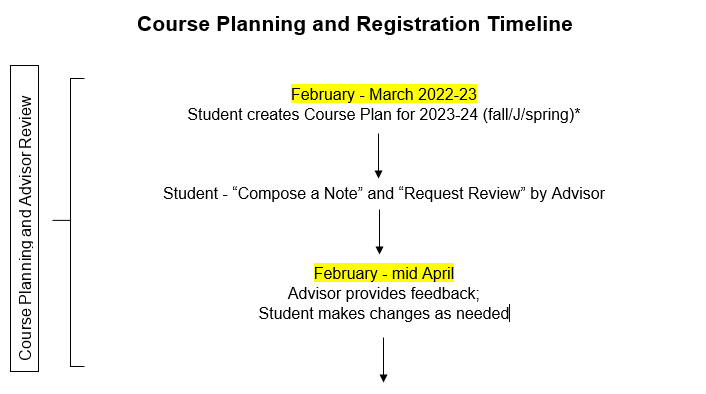 Course Planning and Registration Timeline
Course Planning and Advisor Review
February - March 2022-23
Student creates Course Plan for 2023-24 (fall/J/spring)*
Student - “Compose a Note” and “Request Review” by Advisor
February - mid April
Advisor provides feedback;
Student makes changes as needed